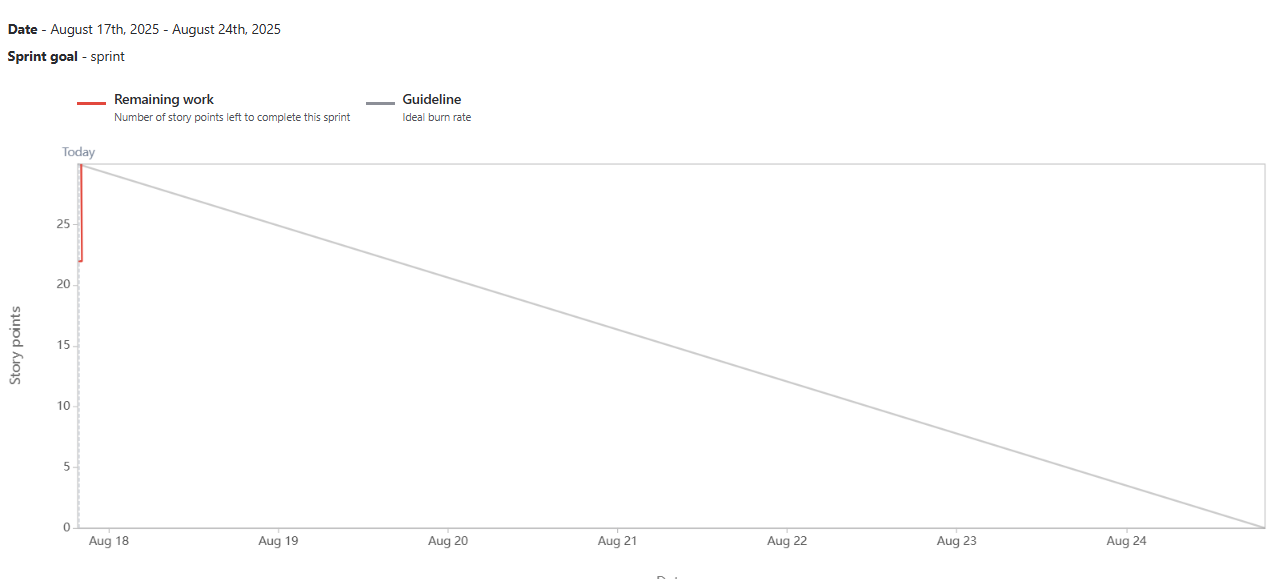 Date - August 17th, 2025 - August 24th, 2025
Sprint goal - sprint
Remaining work
Number of story points left to complete this sprint
Guideline
Ideal burn rate
Today
25
20
15
10
5
0
Story points
Aug 18
Aug 19
Aug 20
Aug 21
Aug 22
Aug 23
Aug 24